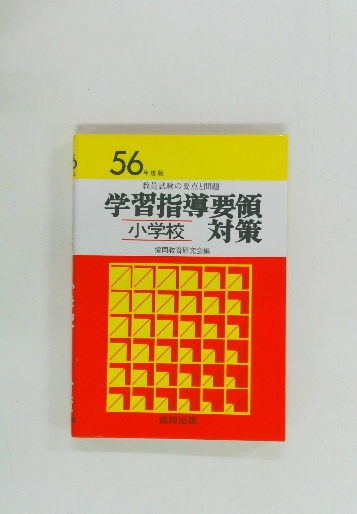 56年度版
教員試験の要点と問題
学習指導要領
小学校 対策
協同教育研究会編
協同出版